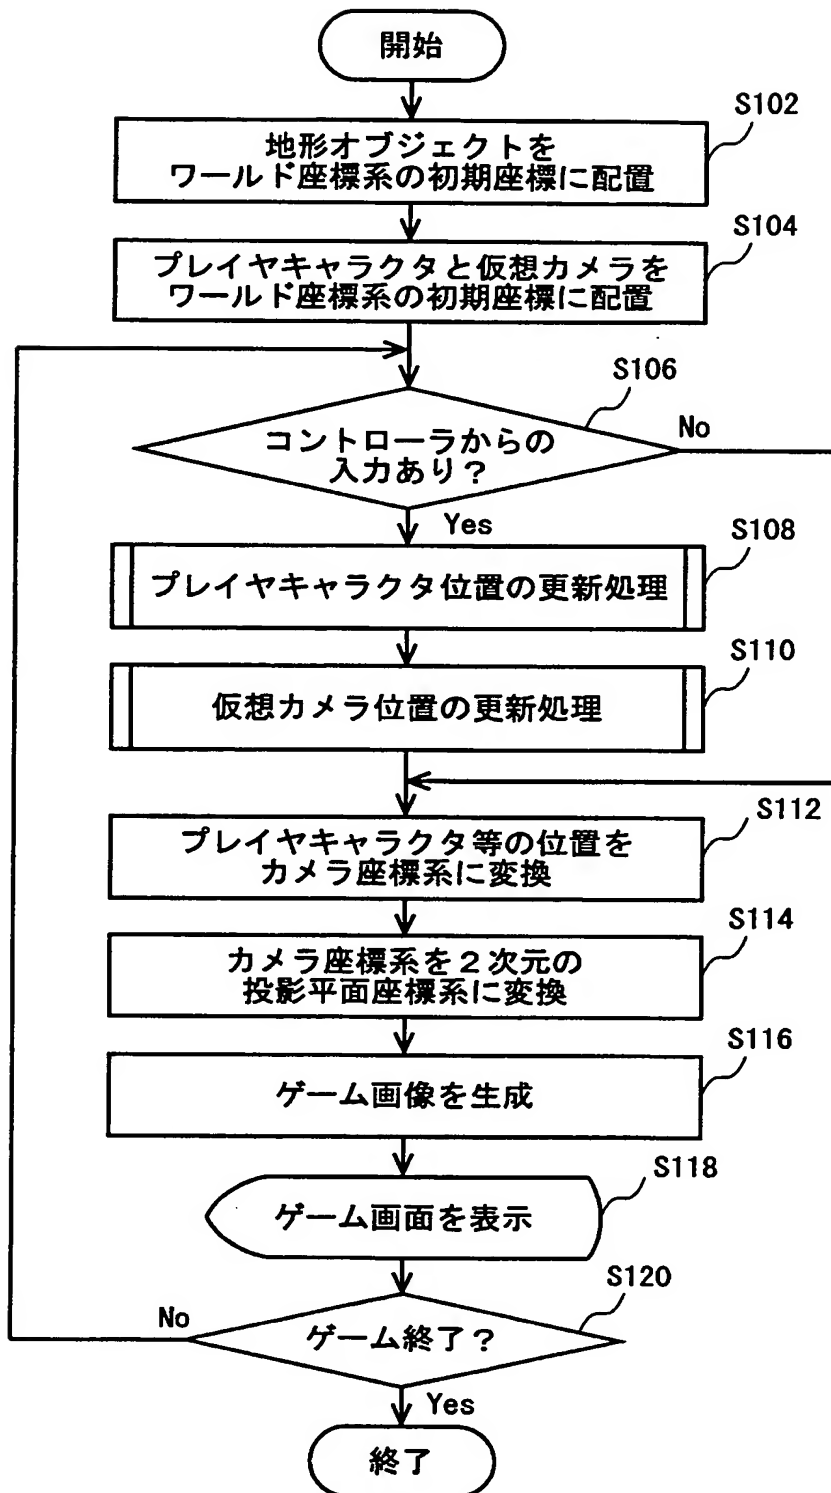 開始
S102
地形オブジェクトを
ワールド座標系の初期座標に配置
S104
プレイヤキャラクタと仮想カメラを
ワールド座標系の初期座標に配置
S106
コントローラからの
入力あり?
No
Yes
S108
プレイヤキャラクタ位置の更新処理
S110
仮想カメラ位置の更新処理
S112
プレイヤキャラクタ等の位置を
カメラ座標系に変換
S114
カメラ座標系を2次元の
投影平面座標系に変換
S116
ゲーム画像を生成
S118
ゲーム画面を表示
S120
ゲーム終了?
No
Yes
終了